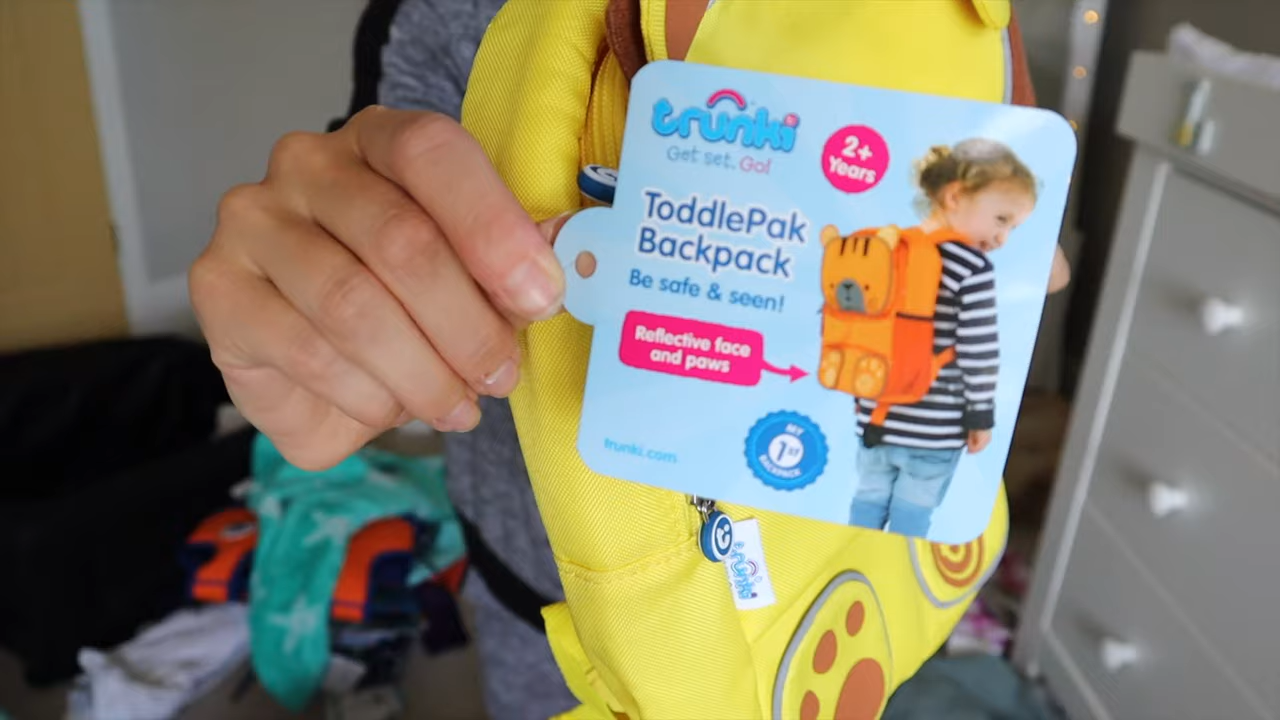 trunki
Get set. Go!
2+
Years
ToddlePak
Backpack
Be safe & seen!
Reflective face
and paws
MY
1ST
BACKPACK
trunki.com
trunki